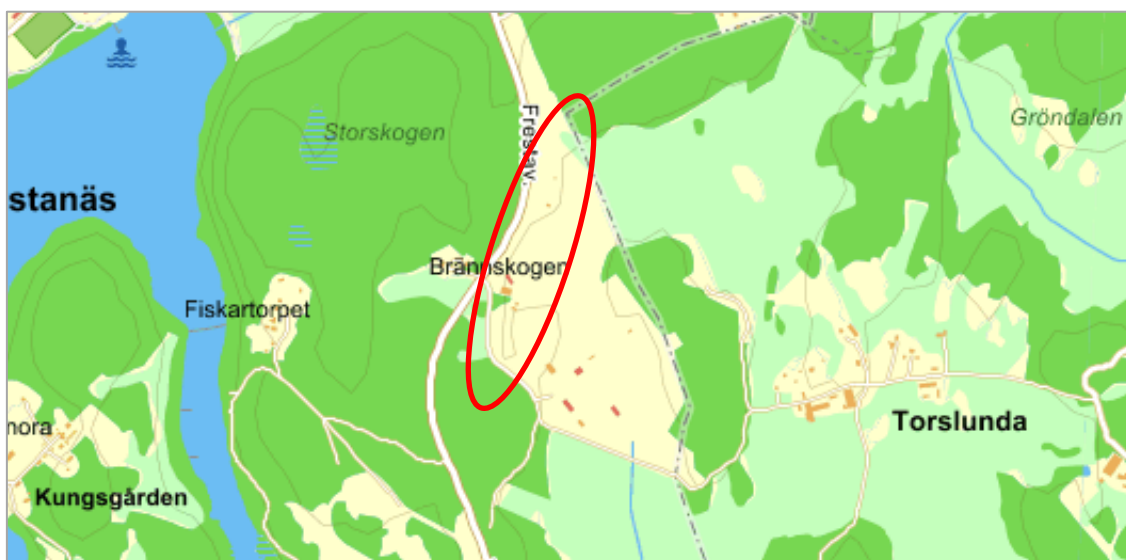 Frestav.
Storskogen
Gröndalen
stanäs
Brännskogen
Fiskartorpet
nora
Torslunda
Kungsgården